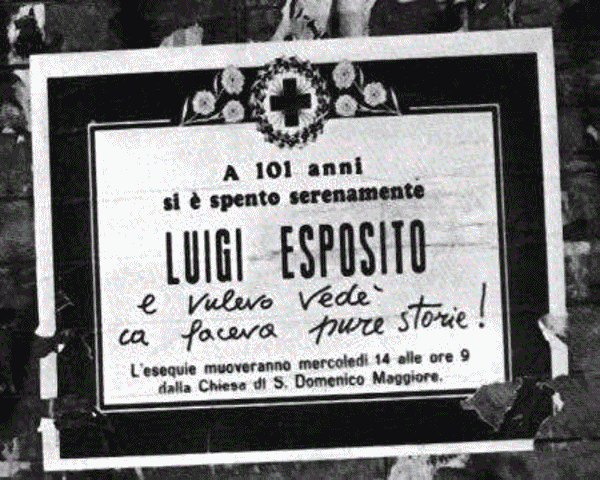 A 101 anni
si è spento serenamente
LUIGI ESPOSITO
e vulevo vedè
ca faceva pure storie!
L'esequie muoveranno mercoledì 14 alle ore 9
dalla Chiesa di S. Domenico Maggiore.